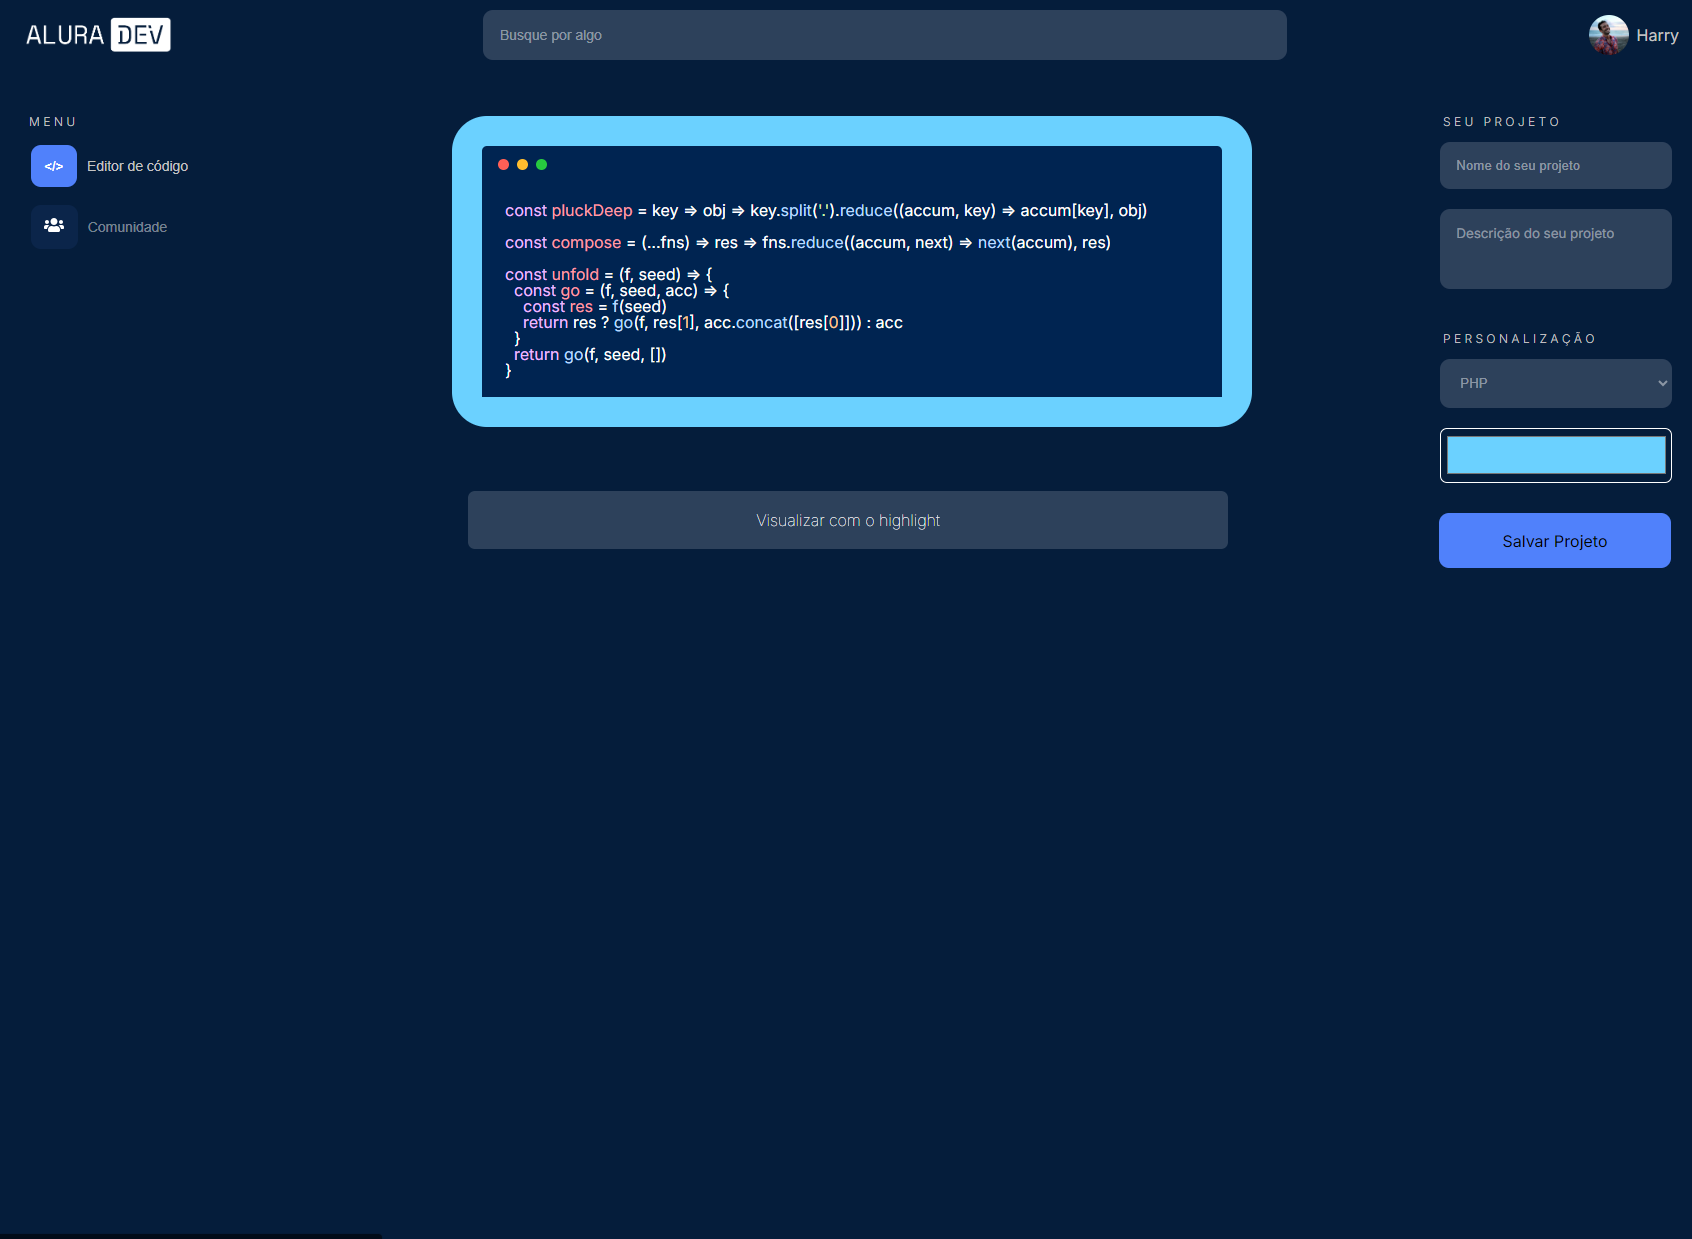 ALURA DEV
Busque por algo
Harry
MENU
</> Editor de código
Comunidade
const pluckDeep = key => obj => key.split('.').reduce((accum, key) => accum[key], obj)
const compose = (...fns) => res => fns.reduce((accum, next) => next(accum), res)
const unfold = (f, seed) => {
const go = (f, seed, acc) => {
const res = f(seed)
return res ? go(f, res[1], acc.concat([res[0]])) : acc
}
return go(f, seed, [])
}
Visualizar com o highlight
SEU PROJETO
Nome do seu projeto
Descrição do seu projeto
PERSONALIZAÇÃO
PHP
Salvar Projeto